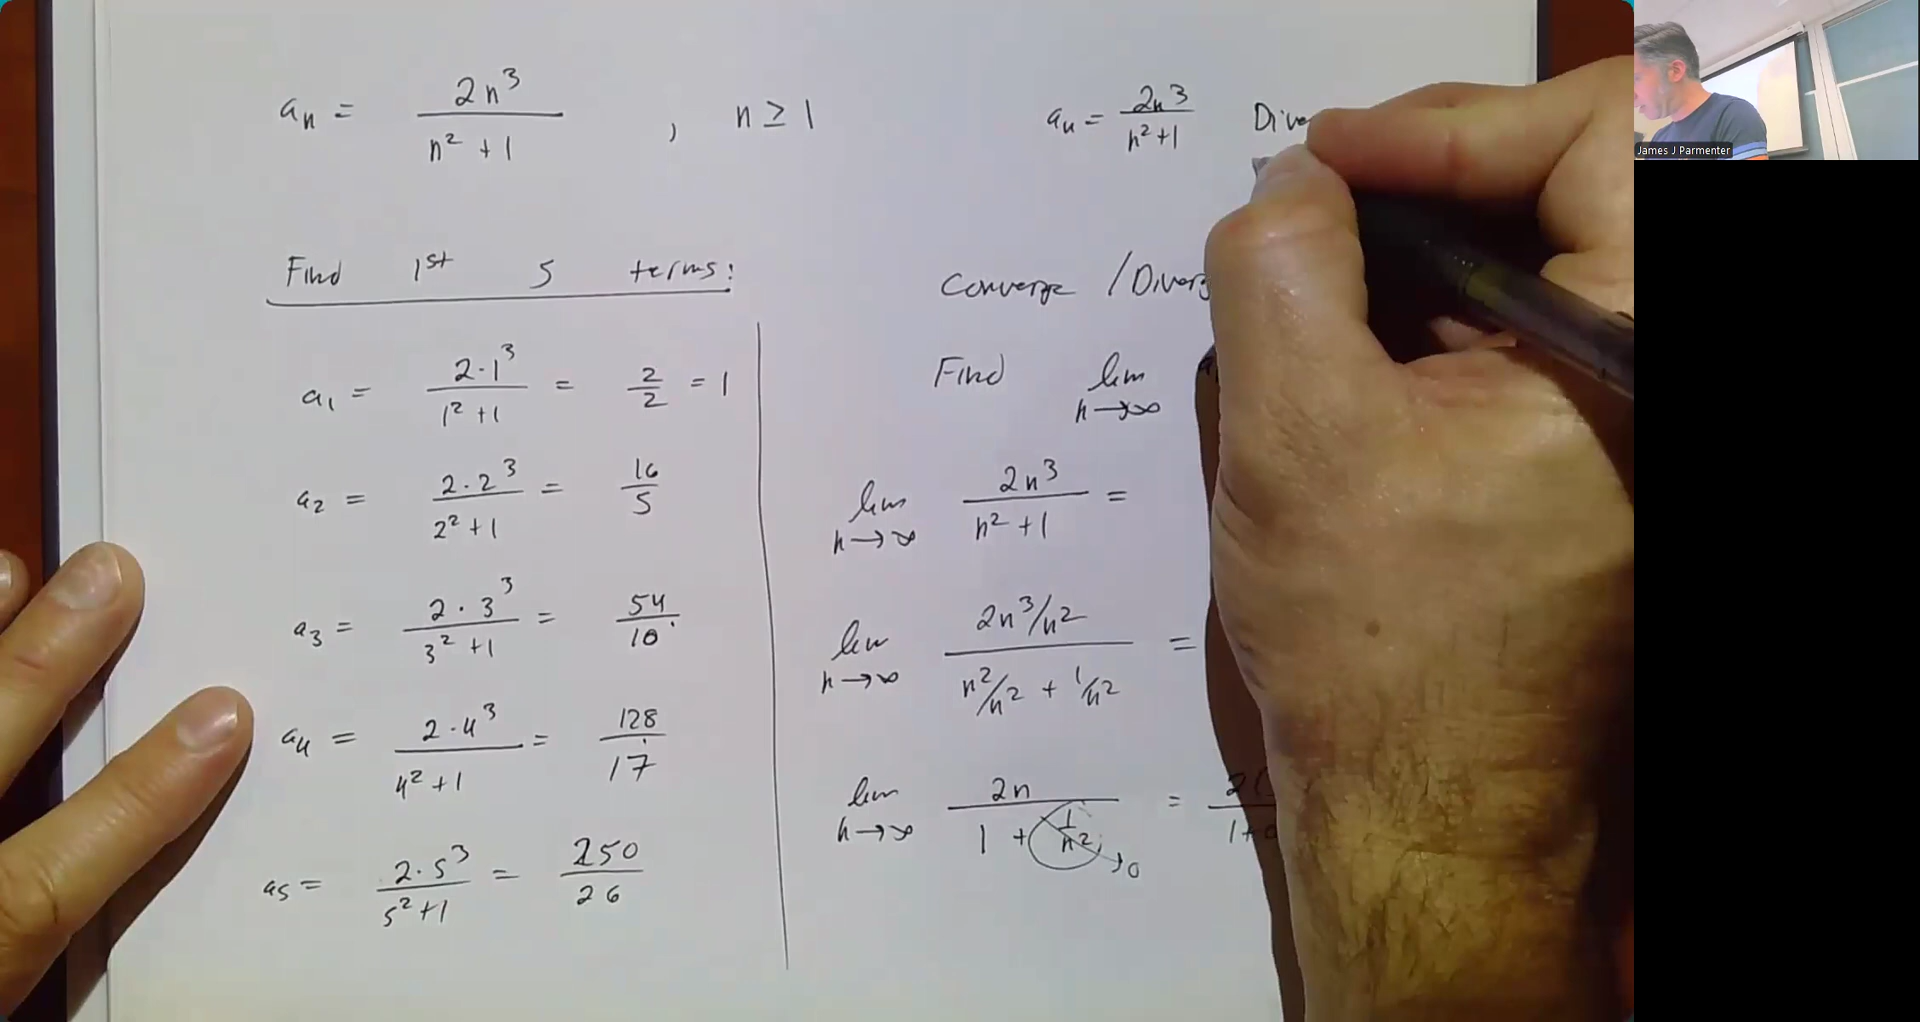 aₙ = 2n³ / (n² + 1) , n ≥ 1
Find 1st 5 terms:
a₁ = 2·1³ / (1² + 1) = 2/2 = 1
a₂ = 2·2³ / (2² + 1) = 16/5
a₃ = 2·3³ / (3² + 1) = 54/10
a₄ = 2·4³ / (4² + 1) = 128/17
a₅ = 2·5³ / (5² + 1) = 250/26
aₙ = 2n³ / (n² + 1)
Converge /
Find lim n→∞
lim n→∞ 2n³ / (n² + 1) =
lim n→∞ (2n³/n²) / (n²/n² + 1/n²) =
lim n→∞ 2n / (1 + 1/n²) → 0 =
James J Parmenter